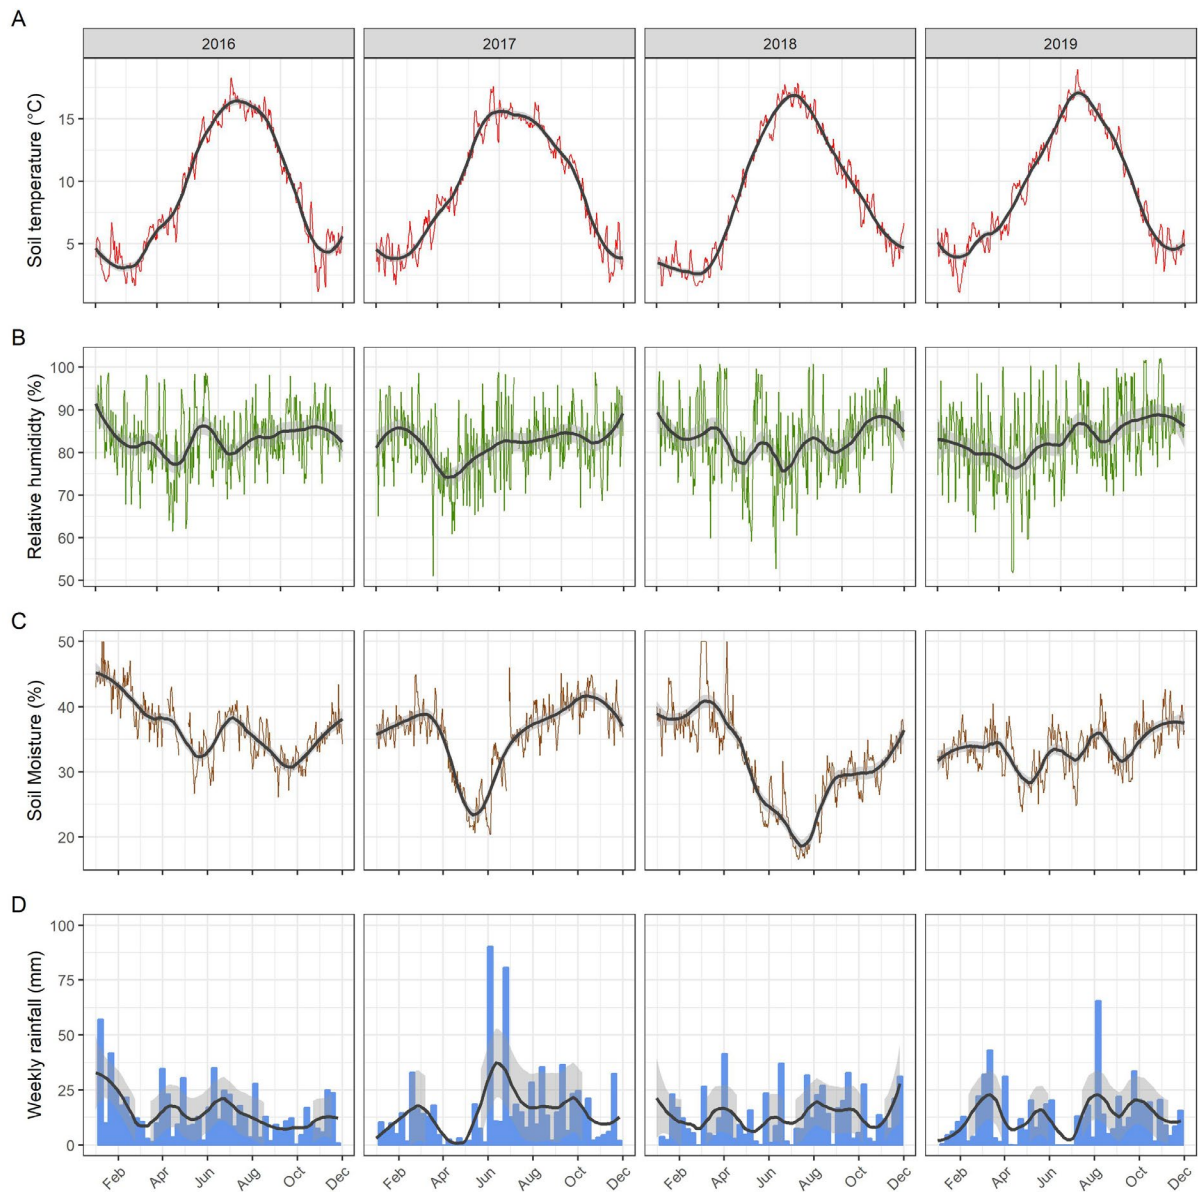 A
2016 2017 2018 2019
Soil temperature (°C)
15
10
5
B
Relative humididty (%)
100
90
80
70
60
50
C
Soil Moisture (%)
50
40
30
20
D
Weekly rainfall (mm)
100
75
50
25
0
Feb Apr Jun Aug Oct Dec Feb Apr Jun Aug Oct Dec Feb Apr Jun Aug Oct Dec Feb Apr Jun Aug Oct Dec